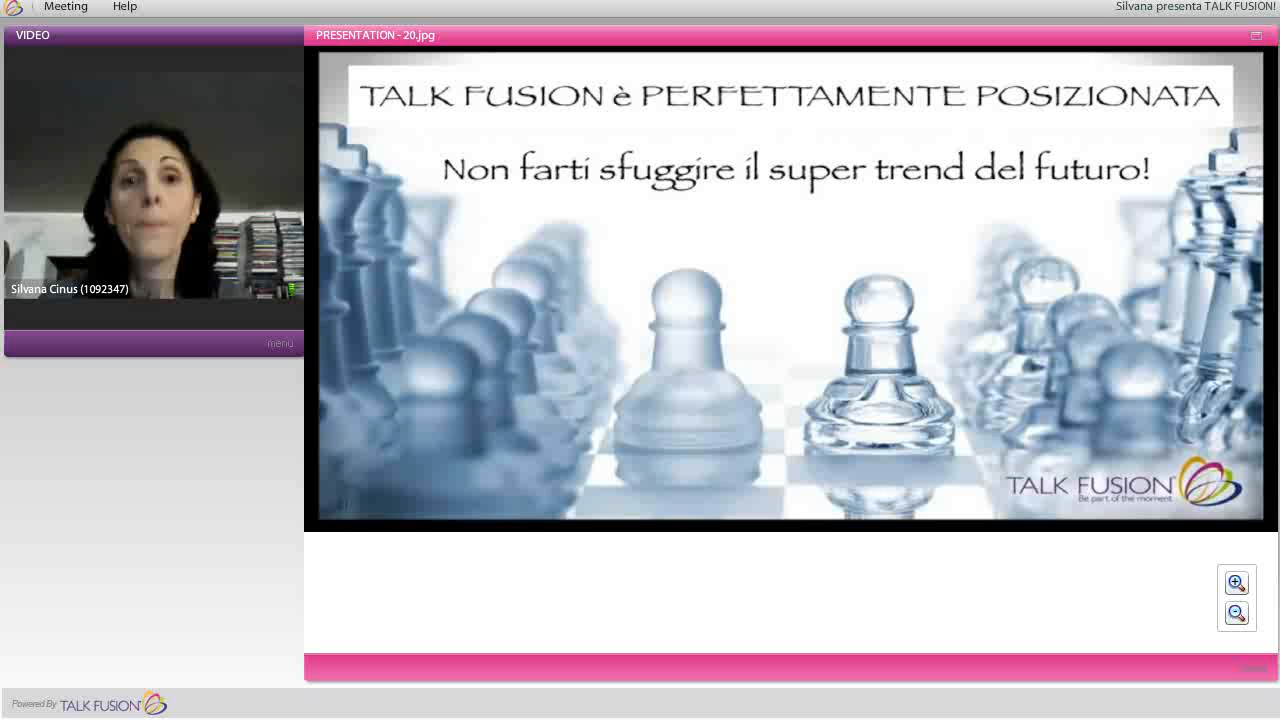 Meeting Help
Silvana presenta TALK FUSION!
VIDEO
PRESENTATION - 20.jpg
TALK FUSION è PERFETTAMENTE POSIZIONATA
Non farti sfuggire il super trend del futuro!
Silvana Cinus (1092347)
menu
TALK FUSION
Be part of the moment
Powered By TALK FUSION